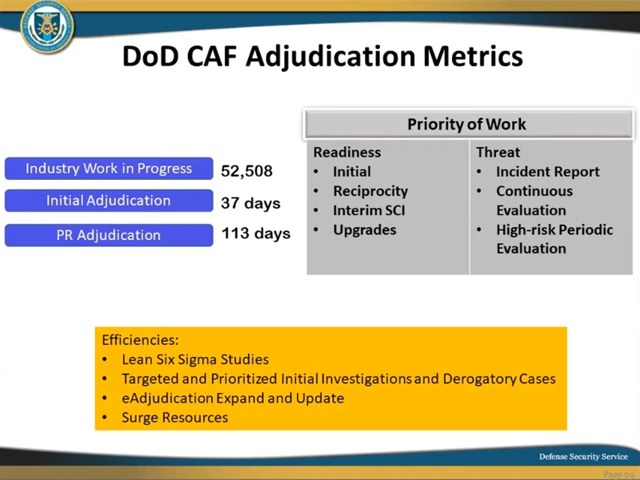 DoD CAF Adjudication Metrics
Industry Work in Progress 52,508
Initial Adjudication 37 days
PR Adjudication 113 days
Priority of Work
Readiness
• Initial
• Reciprocity
• Interim SCI
• Upgrades
Threat
• Incident Report
• Continuous
Evaluation
• High-risk Periodic
Evaluation
Efficiencies:
• Lean Six Sigma Studies
• Targeted and Prioritized Initial Investigations and Derogatory Cases
• eAdjudication Expand and Update
• Surge Resources
Defense Security Service
Page